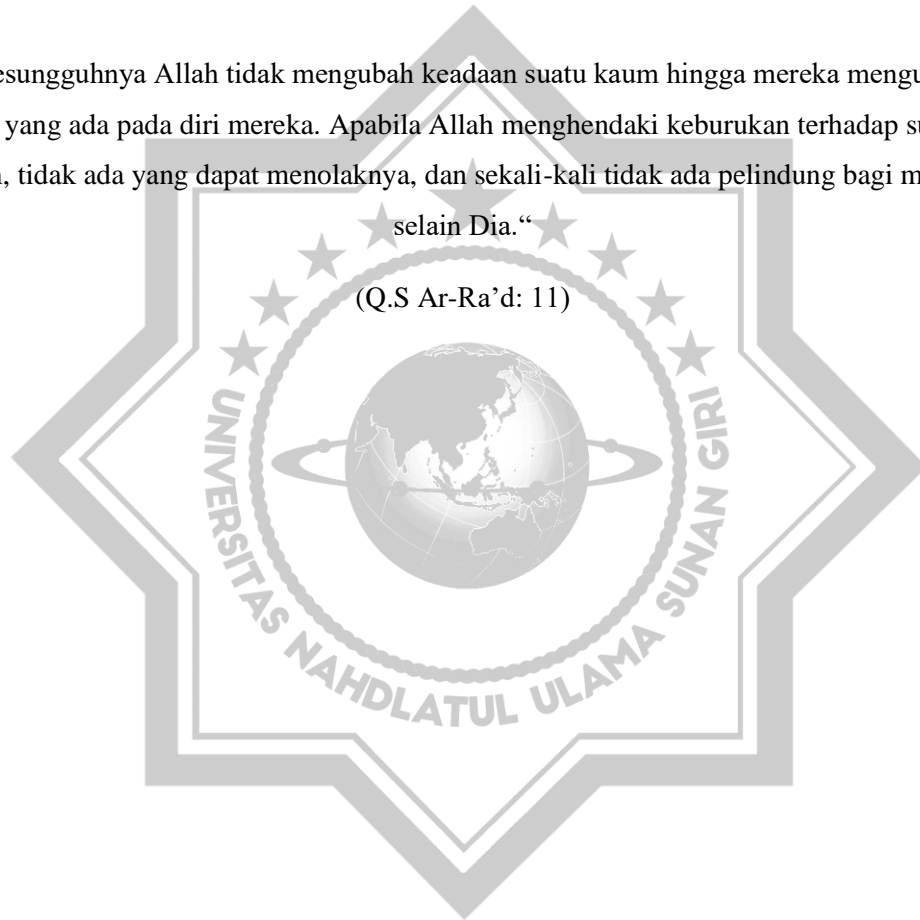 esungguhnya Allah tidak mengubah keadaan suatu kaum hingga mereka mengu
yang ada pada diri mereka. Apabila Allah menghendaki keburukan terhadap su
, tidak ada yang dapat menolaknya, dan sekali-kali tidak ada pelindung bagi m
selain Dia.“
(Q.S Ar-Ra’d: 11)
UNIVERSITAS NAHDLATUL ULAMA SUNAN GIRI